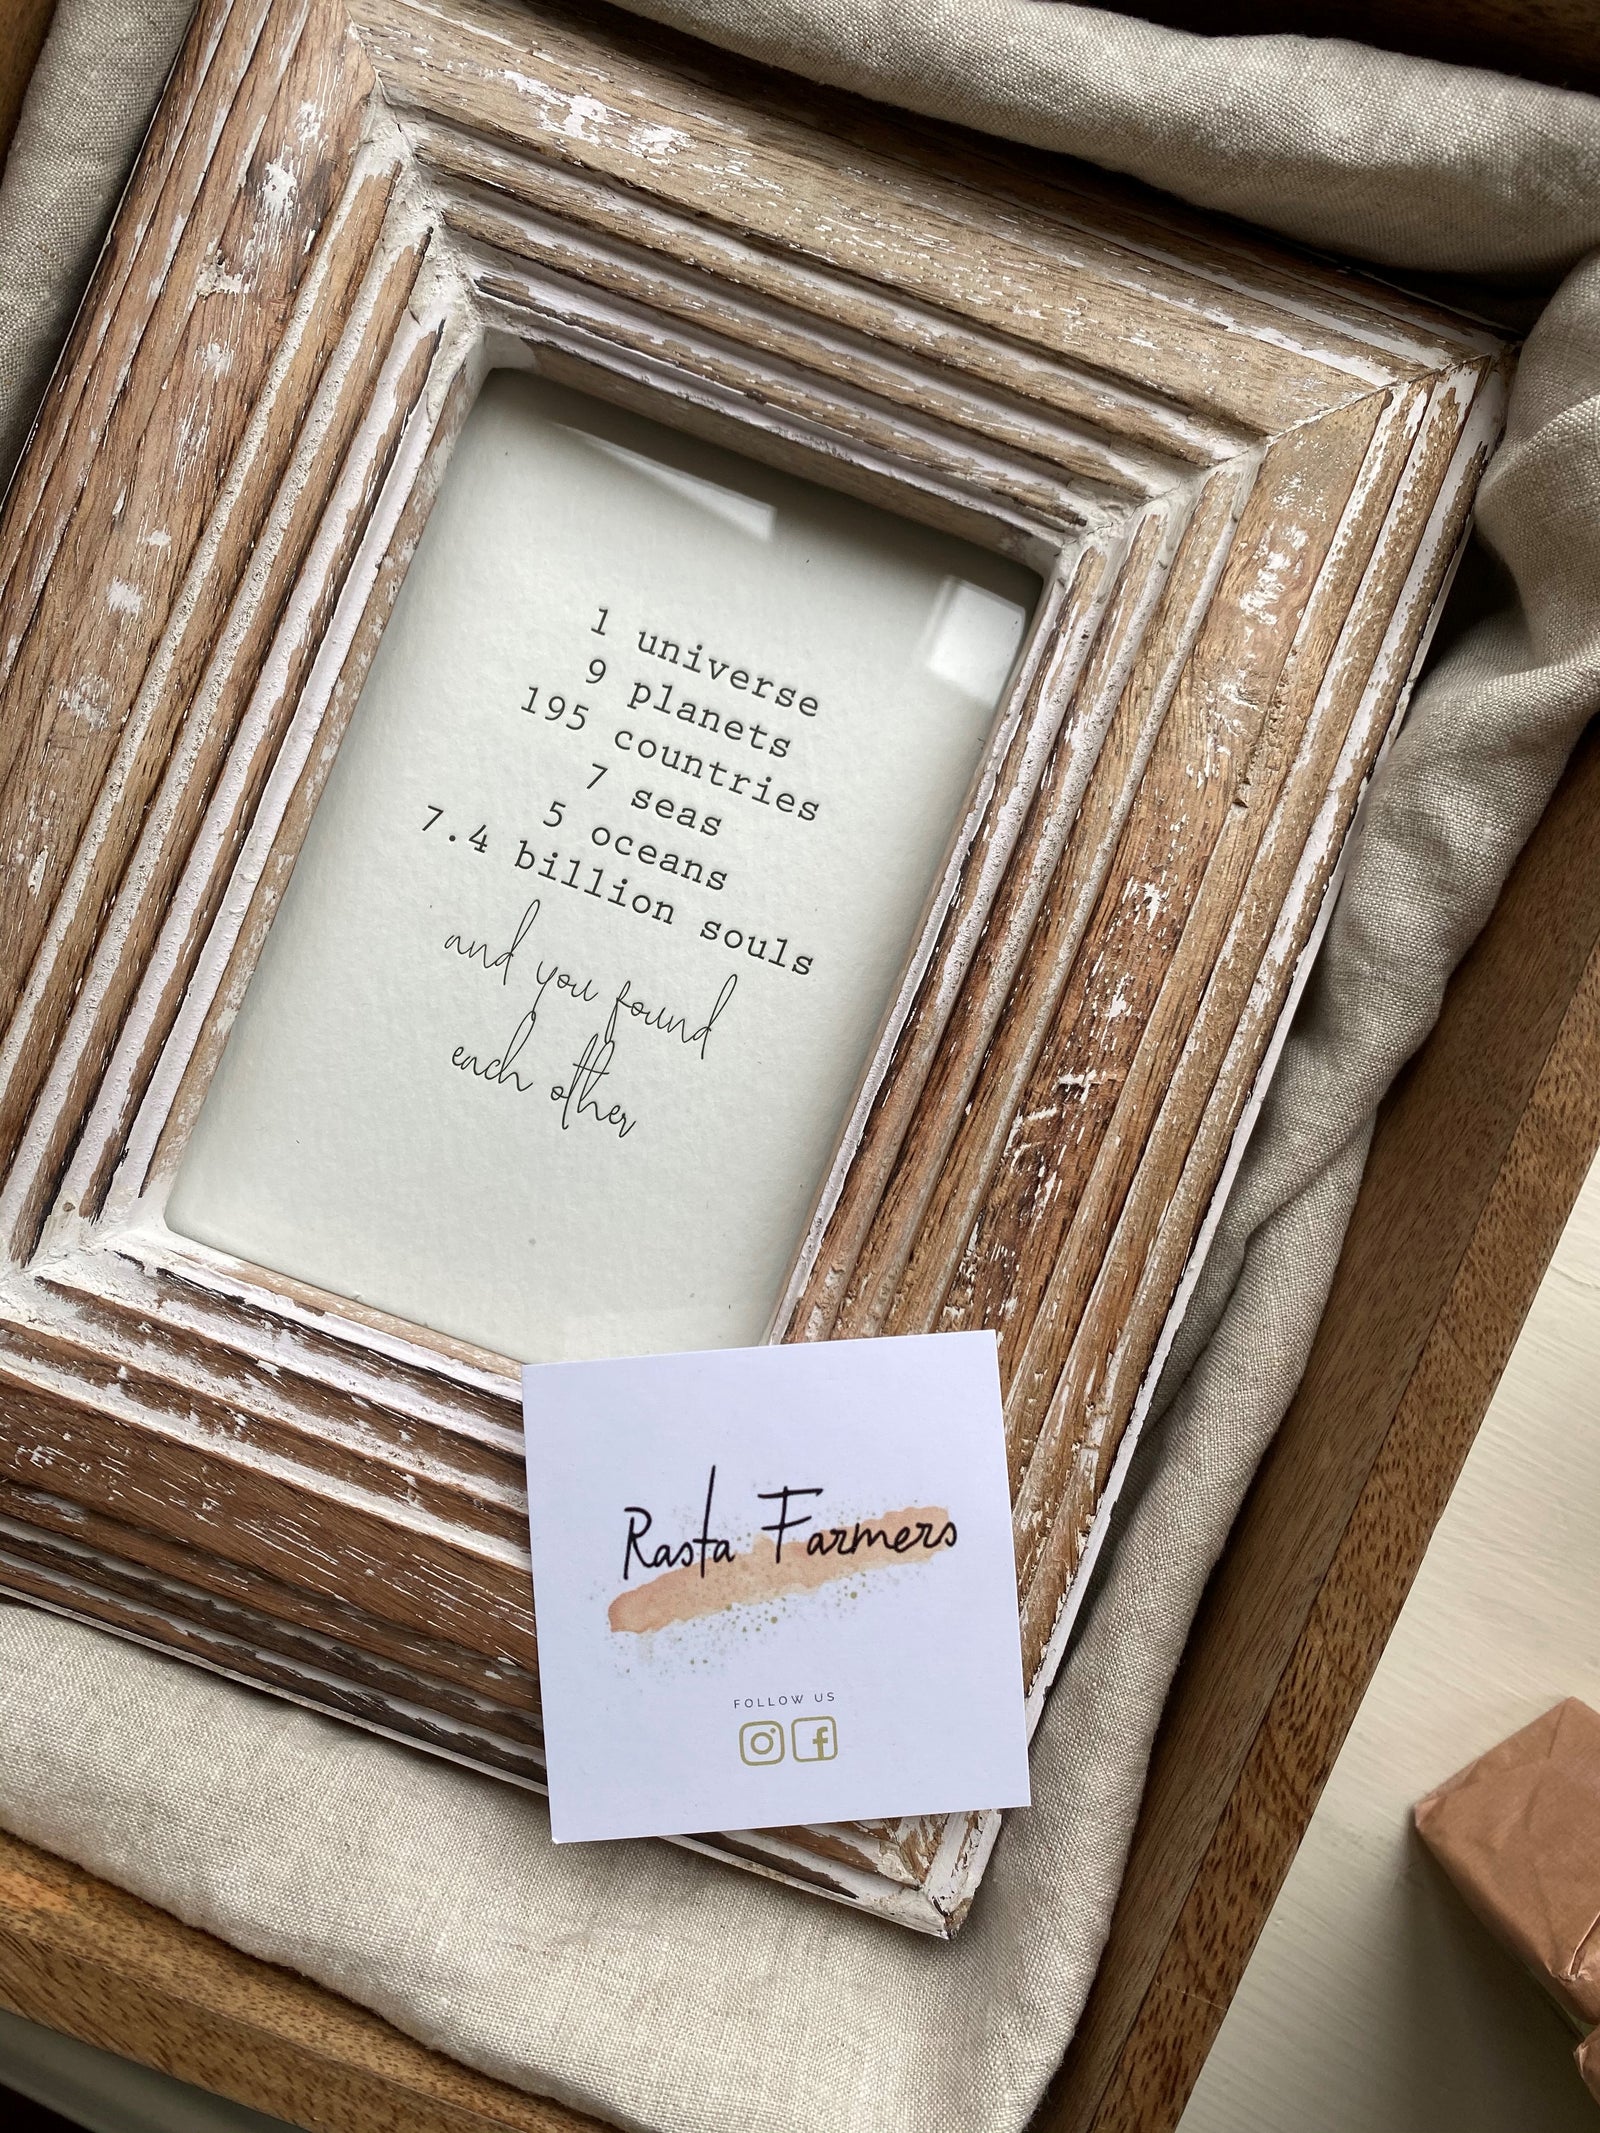 1 universe
9 planets
195 countries
7 seas
5 oceans
7.4 billion souls
and you found
each other
Rasta Farmers
FOLLOW US